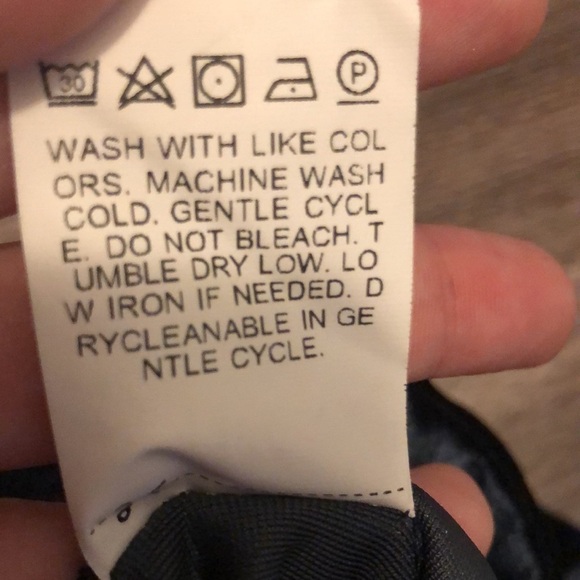 30 P
WASH WITH LIKE COL
ORS. MACHINE WASH
COLD. GENTLE CYCL
E. DO NOT BLEACH. T
UMBLE DRY LOW. LO
W IRON IF NEEDED. D
RYCLEANABLE IN GE
NTLE CYCLE.